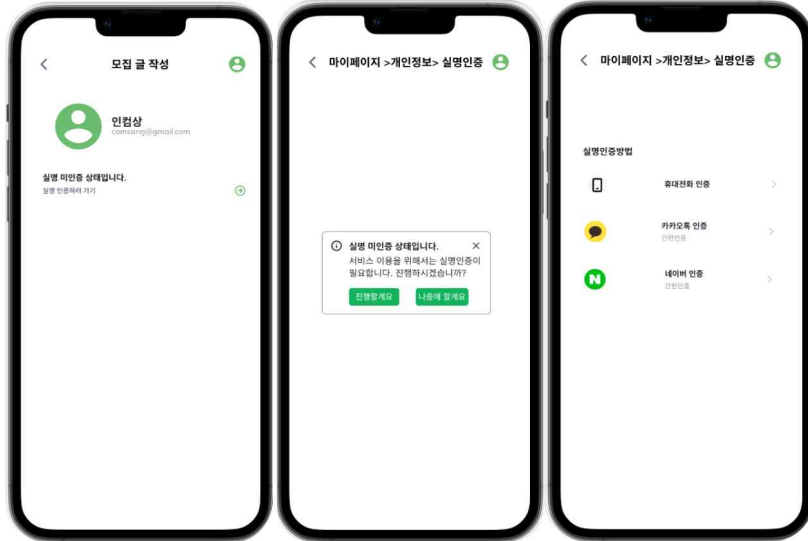 모집 글 작성
인컴상
comsang@gmail.com
실명 미인증 상태입니다.
실명 인증하러 가기
마이페이지 >개인정보> 실명인증
실명 미인증 상태입니다.
서비스 이용을 위해서는 실명인증이
필요합니다. 진행하시겠습니까?
진행할게요
나중에 할게요
마이페이지 >개인정보> 실명인증
실명인증방법
휴대전화 인증
카카오톡 인증
간편인증
네이버 인증
간편인증